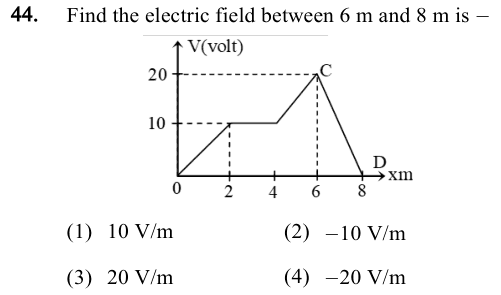 44. Find the electric field between 6 m and 8 m is –
V(volt)
20
C
10
D
xm
0 2 4 6 8
(1) 10 V/m (2) –10 V/m
(3) 20 V/m (4) –20 V/m